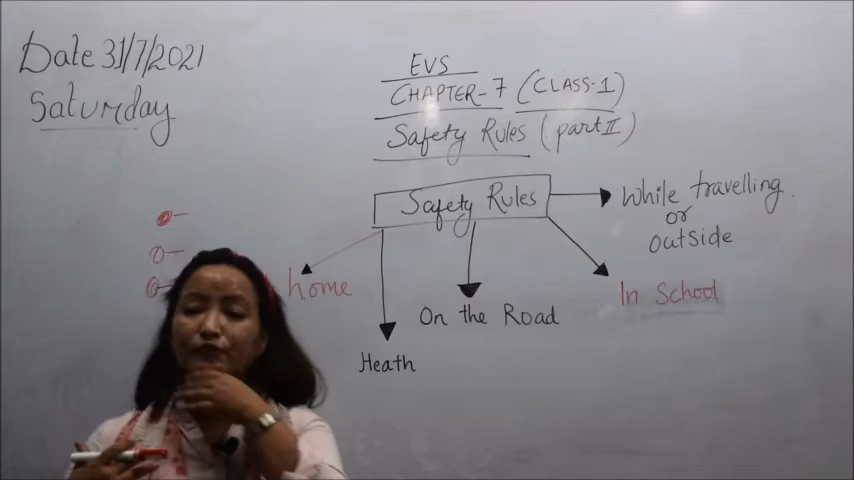 Date 31/7/2021
Saturday
EVS
CHAPTER-7 (CLASS-1)
Safety Rules (part II)
Safety Rules
While travelling
or
outside
home
In School
On the Road
Heath